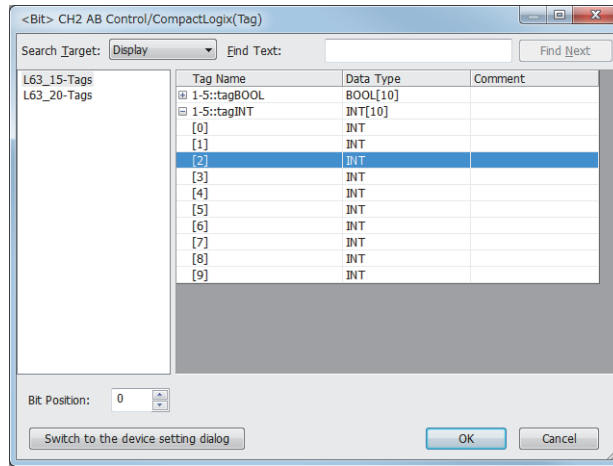 <Bit> CH2 AB Control/CompactLogix(Tag)
Search Target: Display Find Text: Find Next
L63_15-Tags
L63_20-Tags
Tag Name Data Type Comment
1-5::tagBOOL BOOL[10]
1-5::tagINT INT[10]
[0] INT
[1] INT
[2] INT
[3] INT
[4] INT
[5] INT
[6] INT
[7] INT
[8] INT
[9] INT
Bit Position: 0
Switch to the device setting dialog OK Cancel